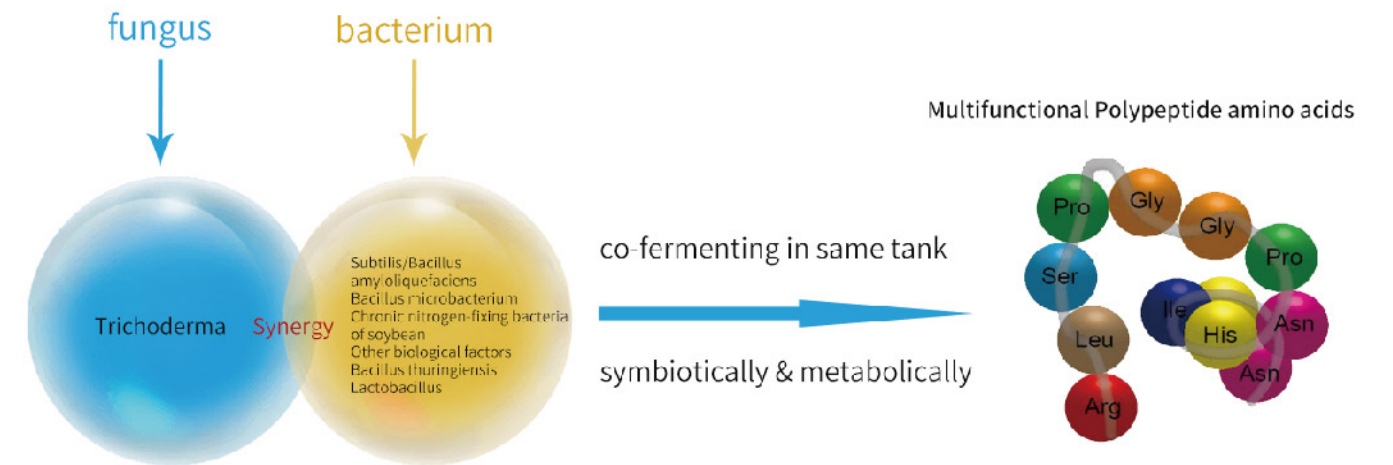 fungus
bacterium
Multifunctional Polypeptide amino acids
Trichoderma
Synergy
Subtilis/Bacillus
amyloliquefaciens
Bacillus microbacterium
Chronic nitrogen-fixing bacteria
of soybean
Other biological factors
Bacillus thuringiensis
Lactobacillus
co-fermenting in same tank
symbiotically & metabolically
Pro
Gly
Gly
Pro
Ser
Ile
His
Asn
Leu
Asn
Arg